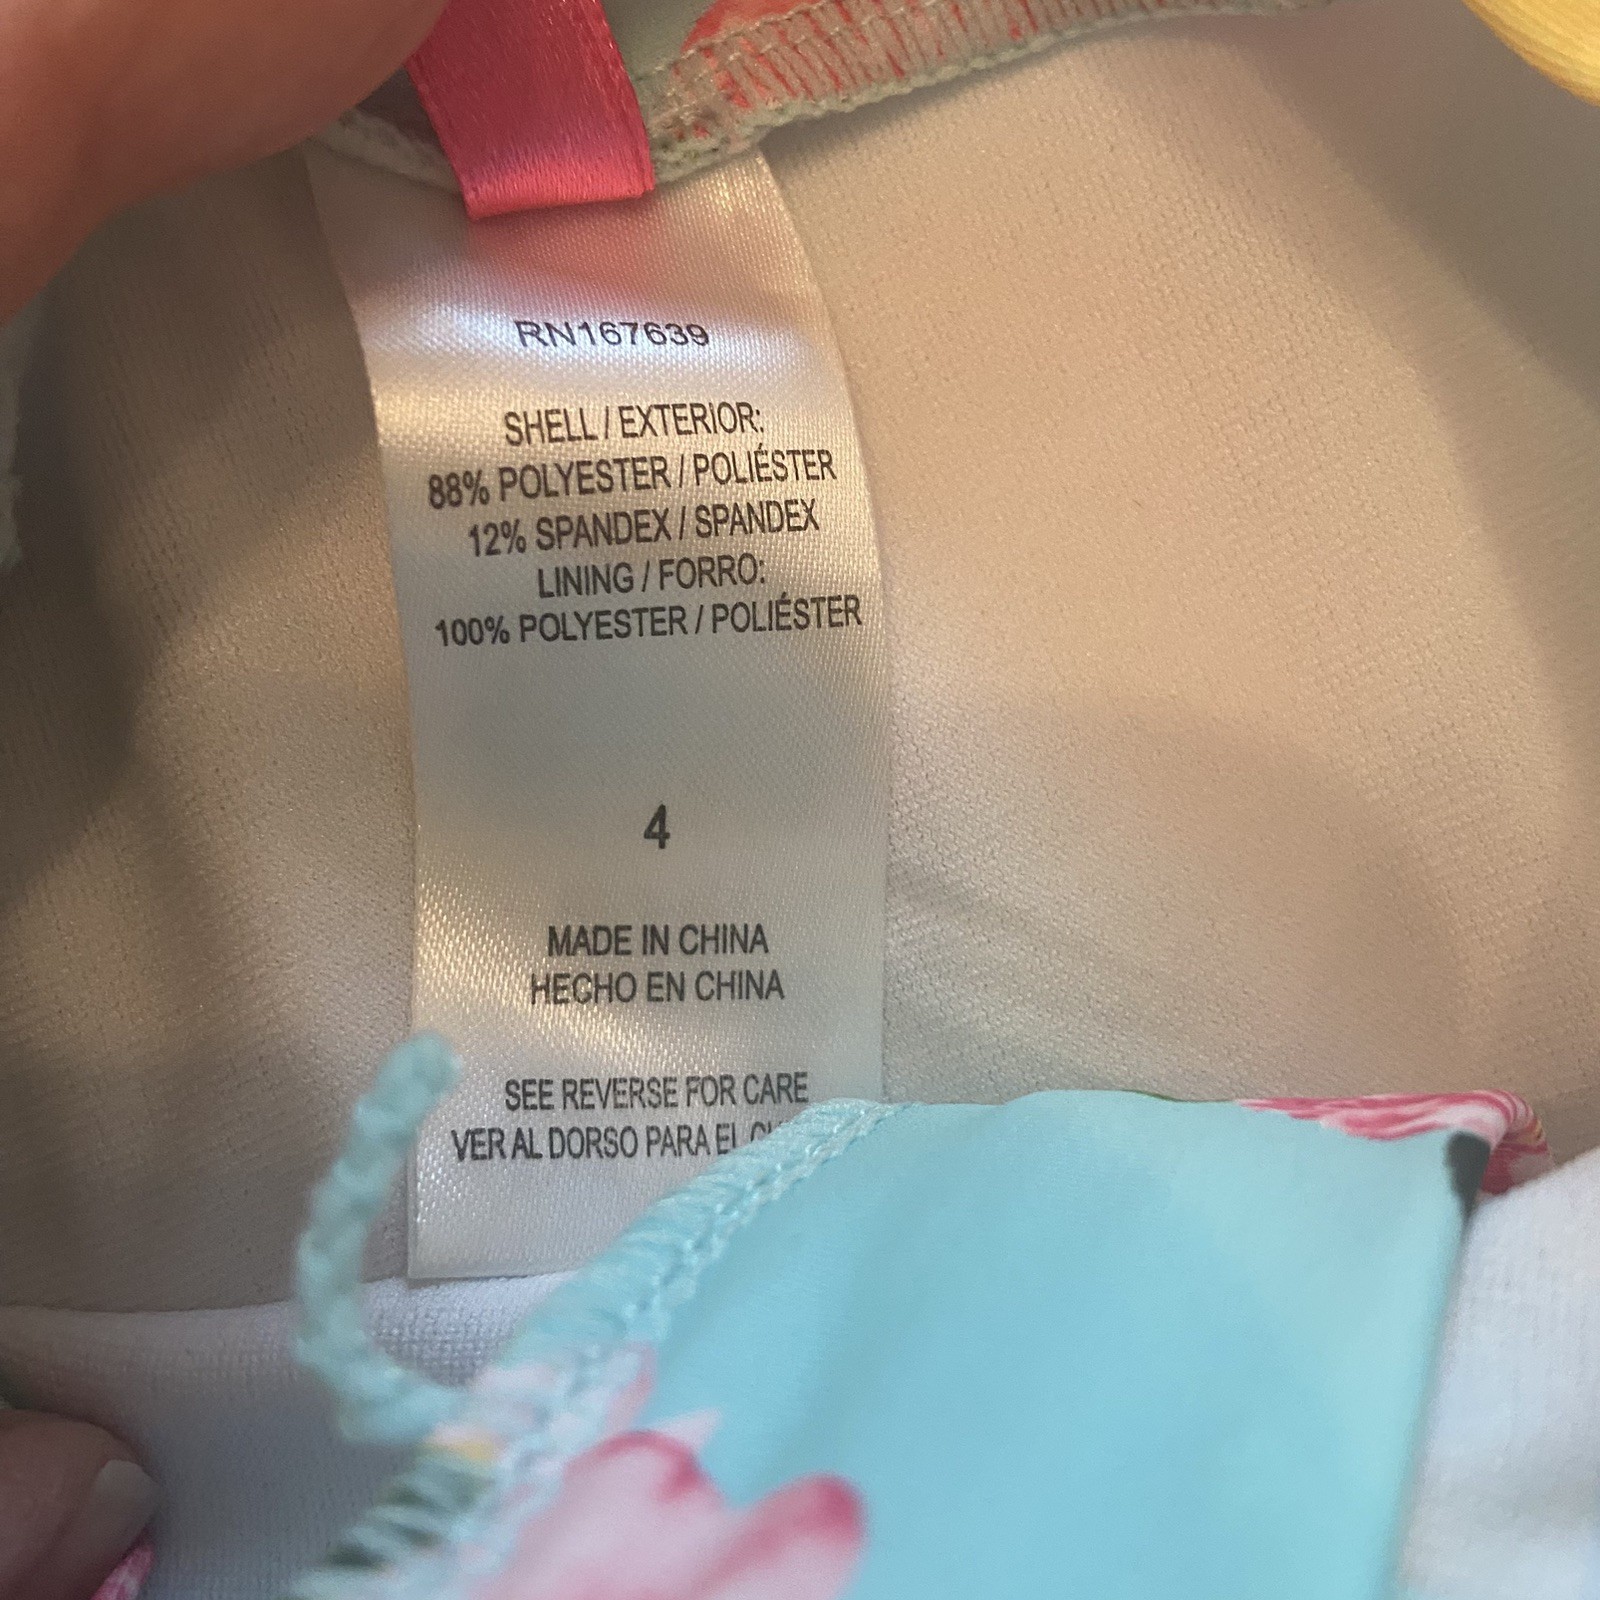 RN167639
SHELL / EXTERIOR:
88% POLYESTER / POLIÉSTER
12% SPANDEX / SPANDEX
LINING / FORRO:
100% POLYESTER / POLIÉSTER
4
MADE IN CHINA
HECHO EN CHINA
SEE REVERSE FOR CARE
VER AL DORSO PARA EL